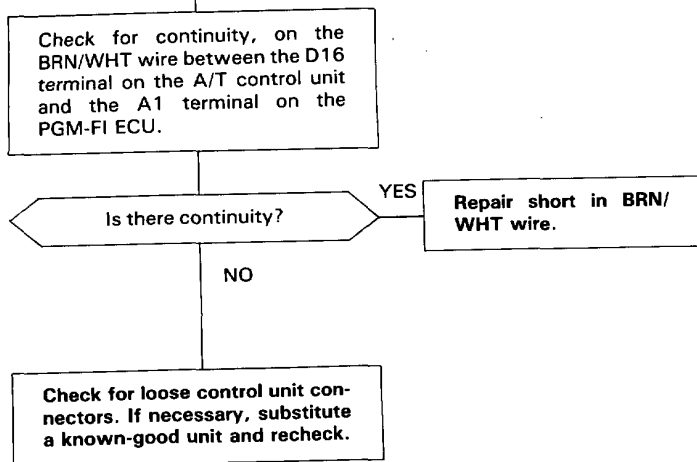 Check for continuity, on the
BRN/WHT wire between the D16
terminal on the A/T control unit
and the A1 terminal on the
PGM-FI ECU.
Is there continuity?
YES
Repair short in BRN/
WHT wire.
NO
Check for loose control unit con-
nectors. If necessary, substitute
a known-good unit and recheck.